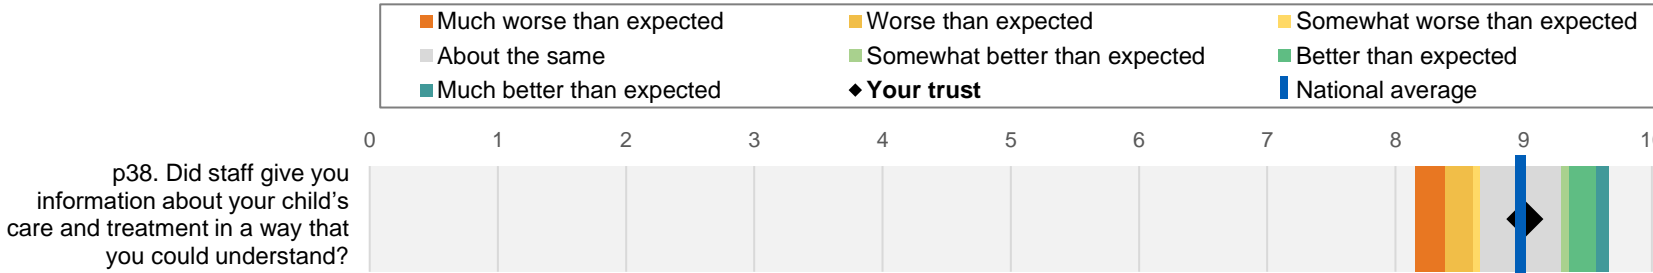 Much worse than expected Worse than expected Somewhat worse than expected
About the same Somewhat better than expected Better than expected
Much better than expected Your trust National average
0 1 2 3 4 5 6 7 8 9 1
p38. Did staff give you
information about your child’s
care and treatment in a way that
you could understand?